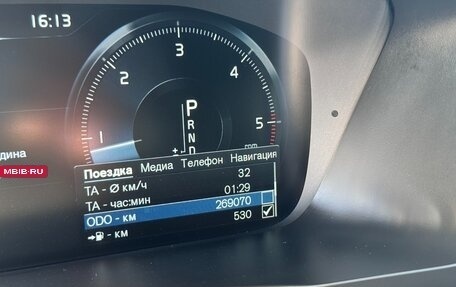 16:13
3
2
4
1
5
P
R
N
D
+
rpm
MBIB.RU
Поездка Медиа Телефон Навигация
TA - Ø км/ч 32
TA - час:мин 01:29
ODO - км 269070
- км 530